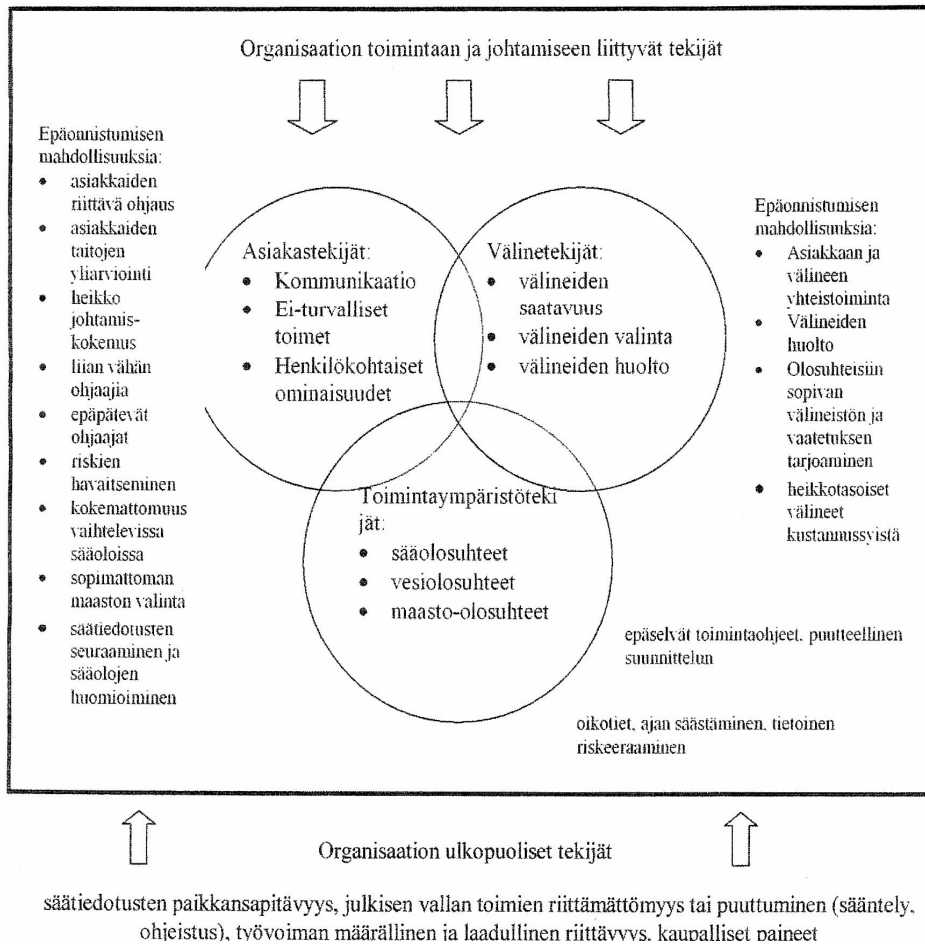 Organisaation toimintaan ja johtamiseen liittyvät tekijät
Epäonnistumisen
mahdollisuuksia:
• asiakkaiden
riittävä ohjaus
• asiakkaiden
taitojen
yliarviointi
• heikko
johtamis-
kokemus
• liian vähän
ohjaajia
• epäpätevät
ohjaajat
• riskien
havaitseminen
• kokemattomuus
vaihtelevissa
sääoloissa
• sopimattoman
maaston valinta
• säätiedotusten
seuraaminen ja
sääolojen
huomioiminen
Asiakastekijät:
• Kommunikaatio
• Ei-turvalliset
toimet
• Henkilökohtaiset
ominaisuudet
Välinetekijät:
• välineiden
saatavuus
• välineiden valinta
• välineiden huolto
Toimintaympäristöteki
jät:
• sääolosuhteet
• vesiolosuhteet
• maasto-olosuhteet
Epäonnistumisen
mahdollisuuksia:
• Asiakkaan ja
välineen
yhteistoiminta
• Välineiden
huolto
• Olosuhteisiin
sopivan
välineistön ja
vaatetuksen
tarjoaminen
• heikkotasoiset
välineet
kustannussyistä
epäselvät toimintaohjeet, puutteellinen
suunnittelun
oikotiet, ajan säästäminen, tietoinen
riskeeraaminen
Organisaation ulkopuoliset tekijät
säätiedotusten paikkansapitävyys, julkisen vallan toimien riittämättömyys tai puuttuminen (sääntely,
ohjeistus), työvoiman määrällinen ja laadullinen riittävyys, kaupalliset paineet